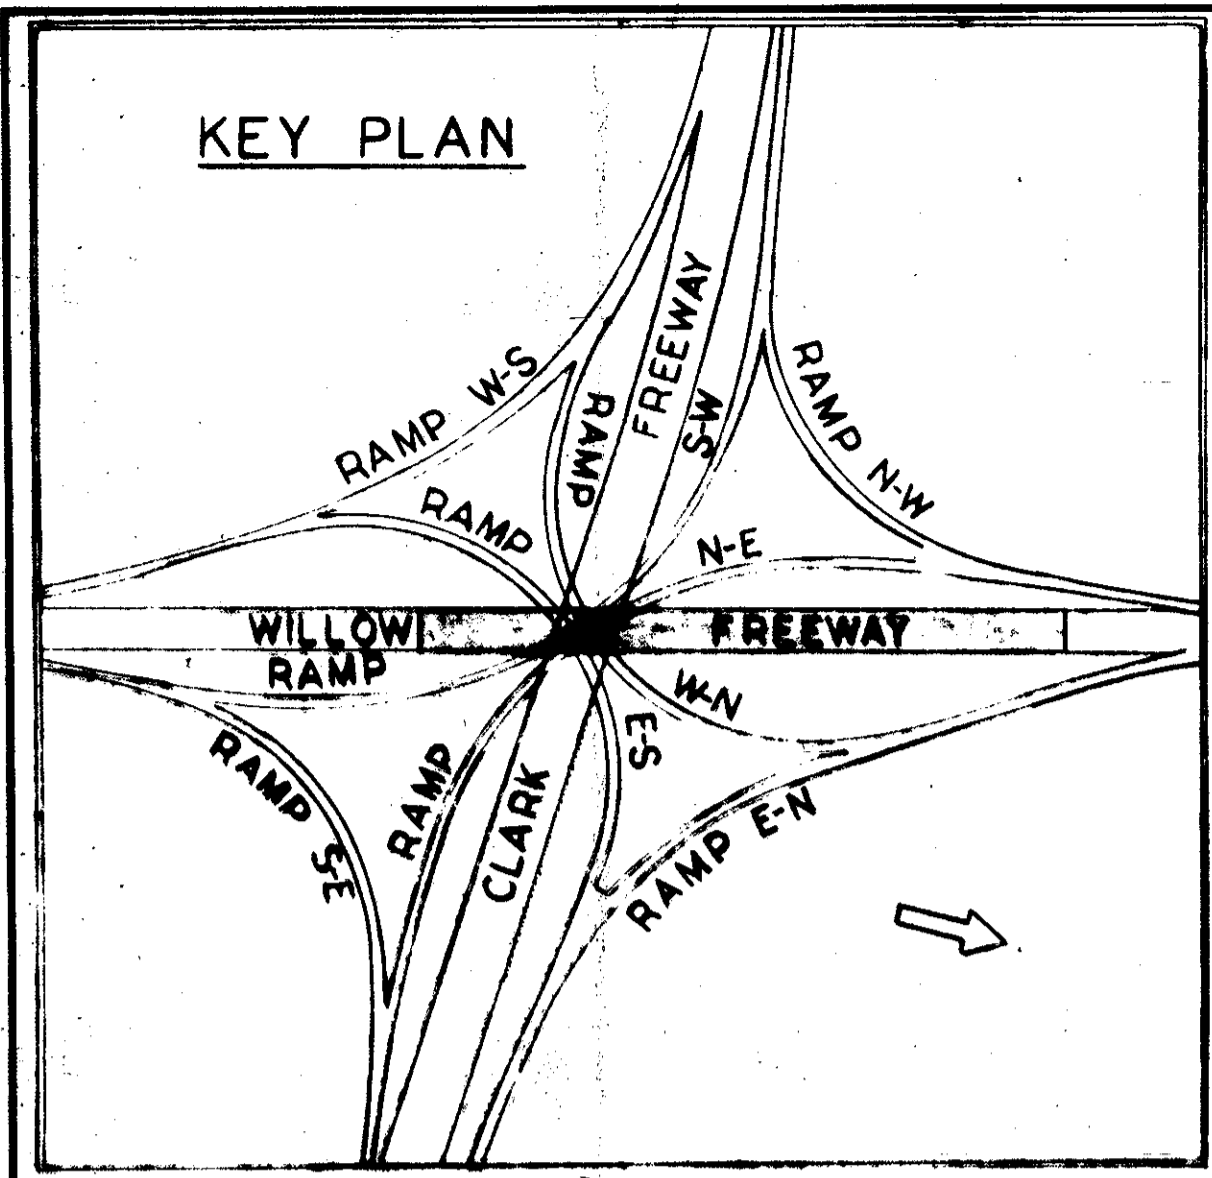 KEY PLAN
FREEWAY
RAMP W-S
RAMP
S-W
RAMP N-W
RAMP
N-E
WILLOW
FREEWAY
RAMP
W-N
E-S
RAMP S-E
RAMP
CLARK
RAMP E-N